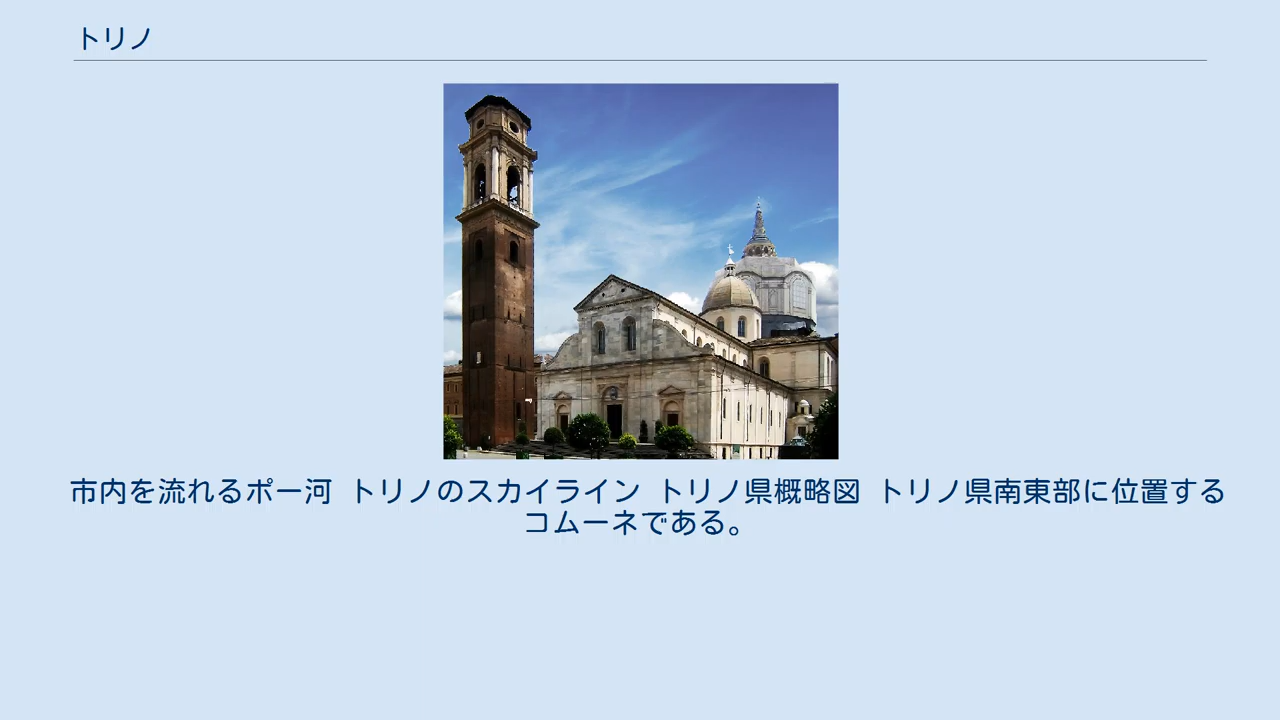 トリノ
市内を流れるポー河 トリノのスカイライン トリノ県概略図 トリノ県南東部に位置する
コムーネである。